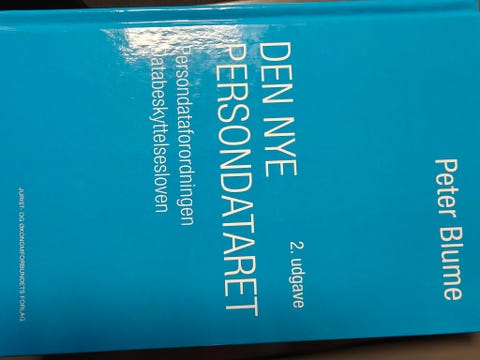 Peter Blume
2. udgave
DEN NYE
PERSONDATARET
Persondataforordningen
Databeskyttelsesloven
JURIST- OG ØKONOMFORBUNDETS FORLAG